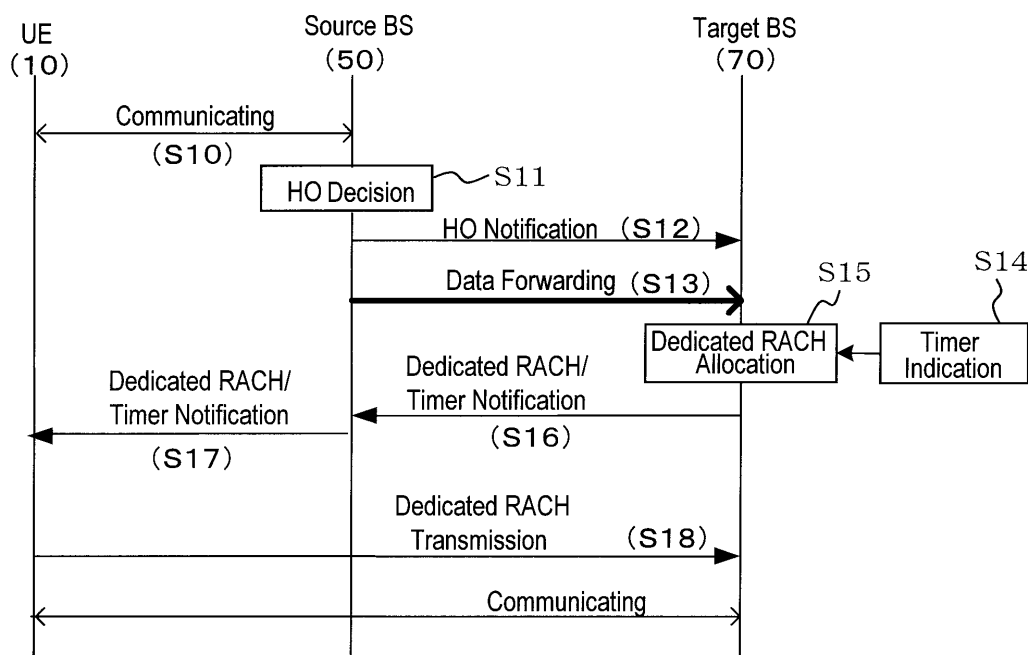 UE
(10)
Source BS
(50)
Target BS
(70)
Communicating
(S10)
HO Decision
S11
HO Notification (S12)
Data Forwarding (S13)
S15
S14
Dedicated RACH
Allocation
Timer
Indication
Dedicated RACH/
Timer Notification
(S16)
Dedicated RACH/
Timer Notification
(S17)
Dedicated RACH
Transmission
(S18)
Communicating